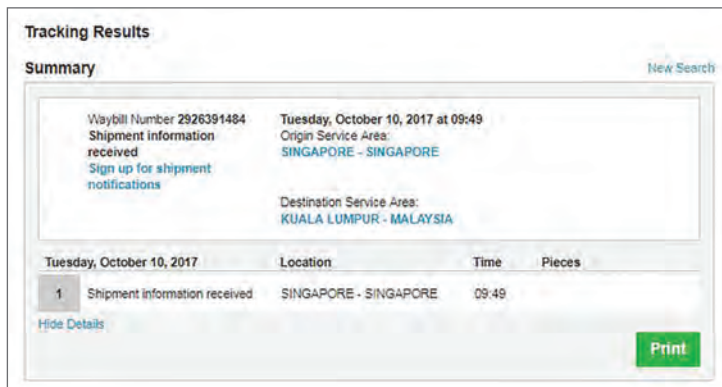 Tracking Results
Summary
New Search
Waybill Number 2926391484
Shipment information
received
Sign up for shipment
notifications
Tuesday, October 10, 2017 at 09:49
Origin Service Area:
SINGAPORE - SINGAPORE
Destination Service Area:
KUALA LUMPUR - MALAYSIA
Tuesday, October 10, 2017 Location Time Pieces
1 Shipment information received SINGAPORE - SINGAPORE 09:49
Hide Details
Print